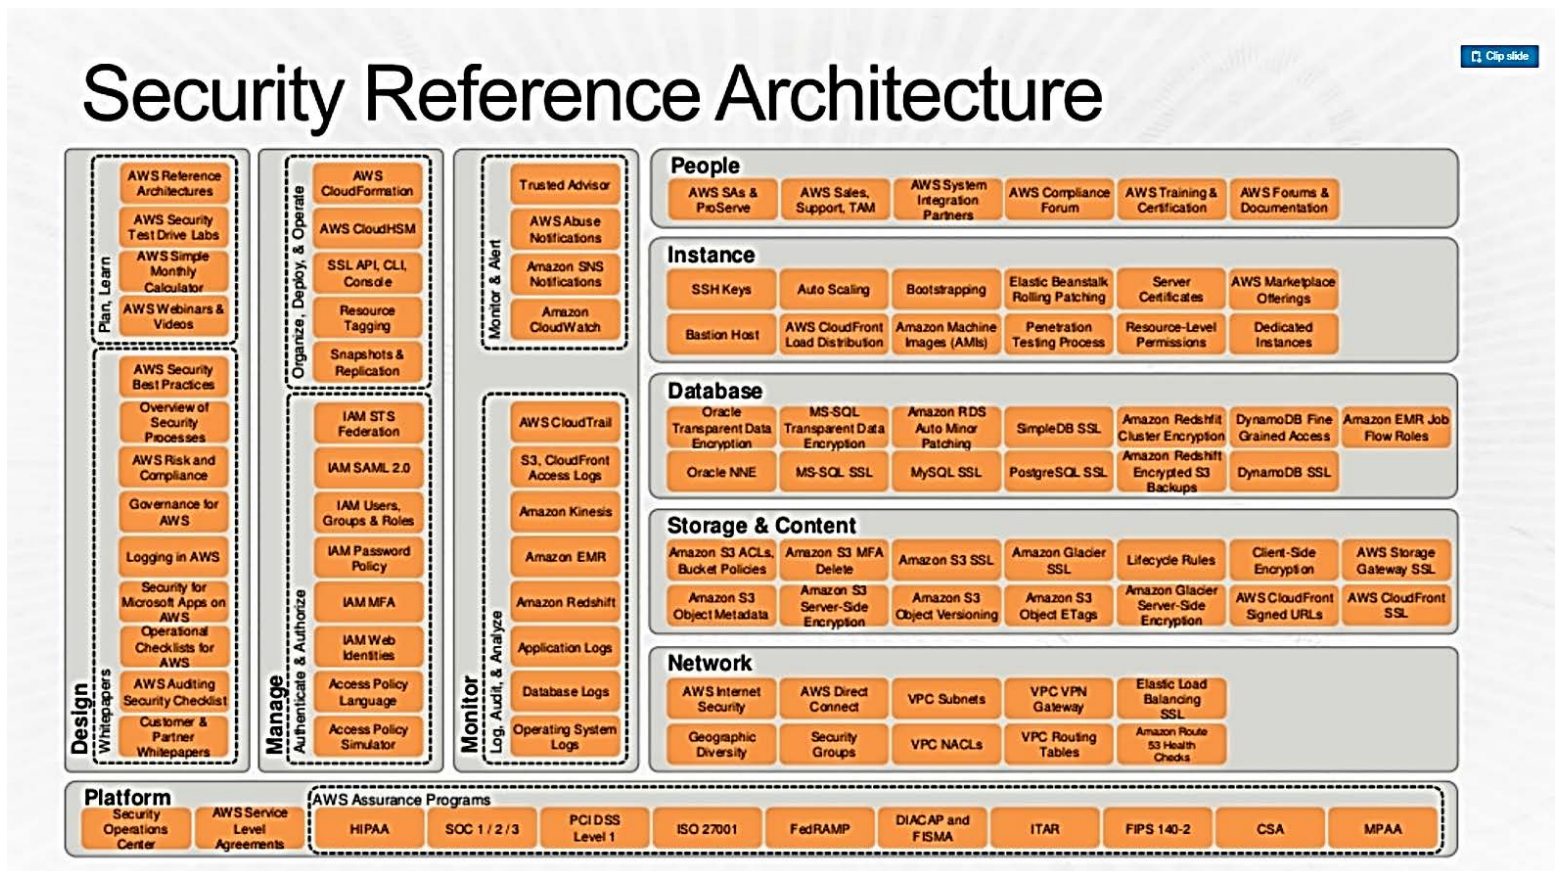 Clip slide
Security Reference Architecture
Design
Plan, Learn
AWS Reference
Architectures
AWS Security
Test Drive Labs
AWS Simple
Monthly
Calculator
AWS Webinars &
Videos
Whitepapers
AWS Security
Best Practices
Overview of
Security
Processes
AWS Risk and
Compliance
Governance for
AWS
Logging in AWS
Security for
Microsoft Apps on
AWS
Operational
Checklists for
AWS
AWS Auditing
Security Checklist
Customer &
Partner
Whitepapers
Manage
Organize, Deploy, & Operate
AWS
CloudFormation
AWS CloudHSM
SSL API, CLI,
Console
Resource
Tagging
Snapshots &
Replication
Authenticate & Authorize
IAM STS
Federation
IAM SAML 2.0
IAM Users,
Groups & Roles
IAM Password
Policy
IAM MFA
IAM Web
Identities
Access Policy
Language
Access Policy
Simulator
Monitor
Monitor & Alert
Trusted Advisor
AWS Abuse
Notifications
Amazon SNS
Notifications
Amazon
CloudWatch
Log, Audit, & Analyze
AWS CloudTrail
S3, CloudFront
Access Logs
Amazon Kinesis
Amazon EMR
Amazon Redshift
Application Logs
Database Logs
Operating System
Logs
People
AWS SAs &
ProServe
AWS Sales,
Support, TAM
AWS System
Integration
Partners
AWS Compliance
Forum
AWS Training &
Certification
AWS Forums &
Documentation
Instance
SSH Keys
Auto Scaling
Bootstrapping
Elastic Beanstalk
Rolling Patching
Server
Certificates
AWS Marketplace
Offerings
Bastion Host
AWS CloudFront
Load Distribution
Amazon Machine
Images (AMIs)
Penetration
Testing Process
Resource-Level
Permissions
Dedicated
Instances
Database
Oracle
Transparent Data
Encryption
MS-SQL
Transparent Data
Encryption
Amazon RDS
Auto Minor
Patching
SimpleDB SSL
Amazon Redshfit
Cluster Encryption
DynamoDB Fine
Grained Access
Amazon EMR Job
Flow Roles
Oracle NNE
MS-SQL SSL
MySQL SSL
PostgreSQL SSL
Amazon Redshift
Encrypted S3
Backups
DynamoDB SSL
Storage & Content
Amazon S3 ACLs,
Bucket Policies
Amazon S3 MFA
Delete
Amazon S3 SSL
Amazon Glacier
SSL
Lifecycle Rules
Client-Side
Encryption
AWS Storage
Gateway SSL
Amazon S3
Object Metadata
Amazon S3
Server-Side
Encryption
Amazon S3
Object Versioning
Amazon S3
Object ETags
Amazon Glacier
Server-Side
Encryption
AWS CloudFront
Signed URLs
AWS CloudFront
SSL
Network
AWS Internet
Security
AWS Direct
Connect
VPC Subnets
VPC VPN
Gateway
Elastic Load
Balancing
SSL
Geographic
Diversity
Security
Groups
VPC NACLs
VPC Routing
Tables
Amazon Route
53 Health
Checks
Platform
Security
Operations
Center
AWS Service
Level
Agreements
AWS Assurance Programs
HIPAA
SOC 1 / 2 / 3
PCI DSS
Level 1
ISO 27001
FedRAMP
DIACAP and
FISMA
ITAR
FIPS 140-2
CSA
MPAA